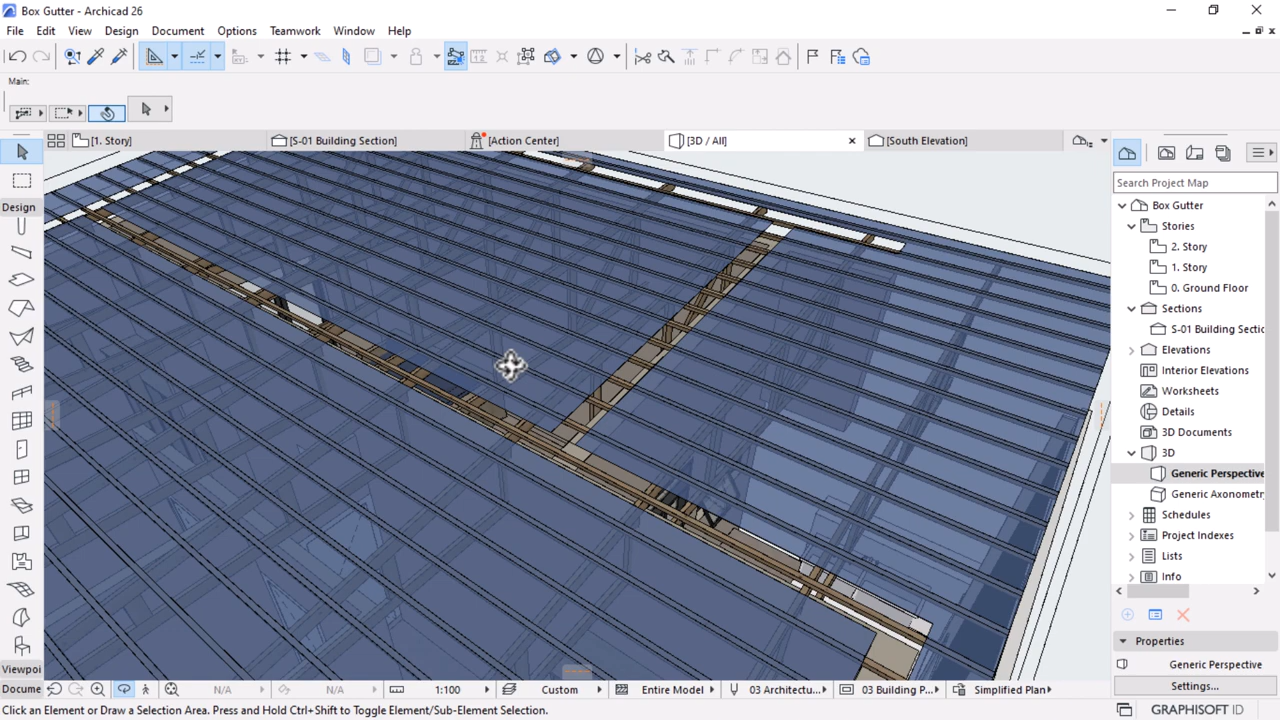 Box Gutter - Archicad 26
File Edit View Design Document Options Teamwork Window Help
Main:
[1. Story] [S-01 Building Section] [Action Center] [3D / All] [South Elevation]
Search Project Map
Design
Box Gutter
Stories
2. Story
1. Story
0. Ground Floor
Sections
S-01 Building Sectio
Elevations
Interior Elevations
Worksheets
Details
3D Documents
3D
Generic Perspective
Generic Axonometr
Schedules
Project Indexes
Lists
Info
Properties
Generic Perspective
Settings...
Viewpoi
Docume N/A N/A 1:100 Custom Entire Model 03 Architectu... 03 Building P... Simplified Plan
Click an Element or Draw a Selection Area. Press and Hold Ctrl+Shift to Toggle Element/Sub-Element Selection.
GRAPHISOFT ID